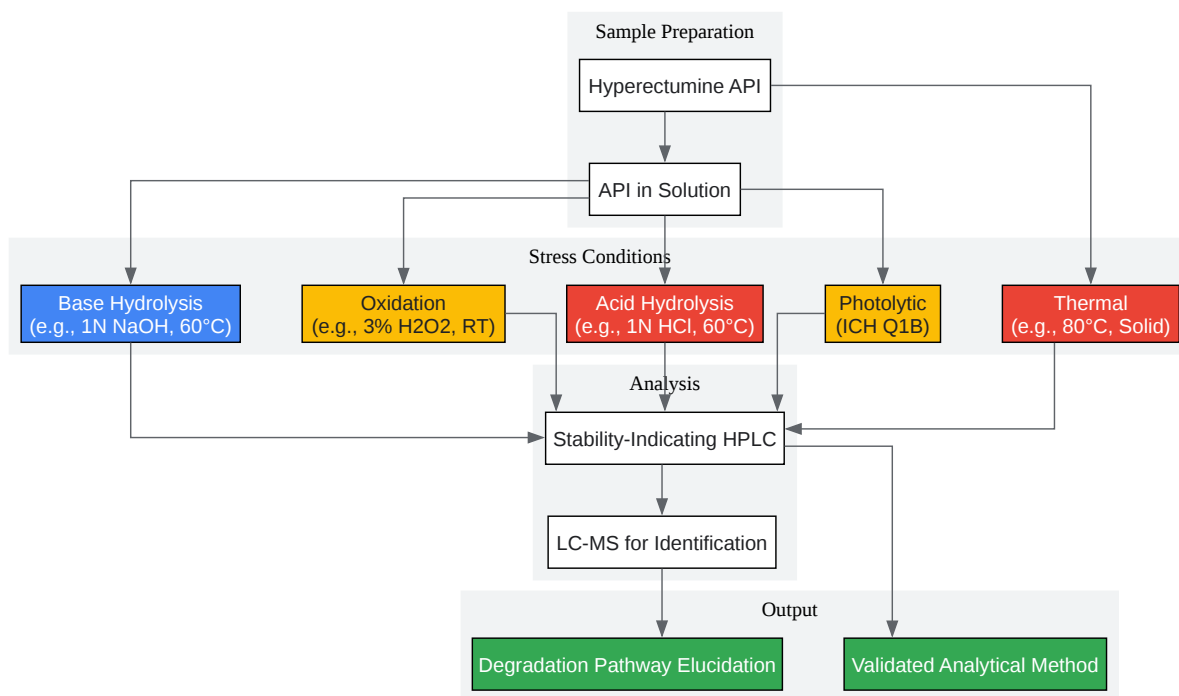 Sample Preparation
Hyperectumine API
API in Solution
Stress Conditions
Base Hydrolysis
(e.g., 1N NaOH, 60°C)
Oxidation
(e.g., 3% H2O2, RT)
Acid Hydrolysis
(e.g., 1N HCl, 60°C)
Photolytic
(ICH Q1B)
Thermal
(e.g., 80°C, Solid)
Analysis
Stability-Indicating HPLC
LC-MS for Identification
Output
Degradation Pathway Elucidation
Validated Analytical Method